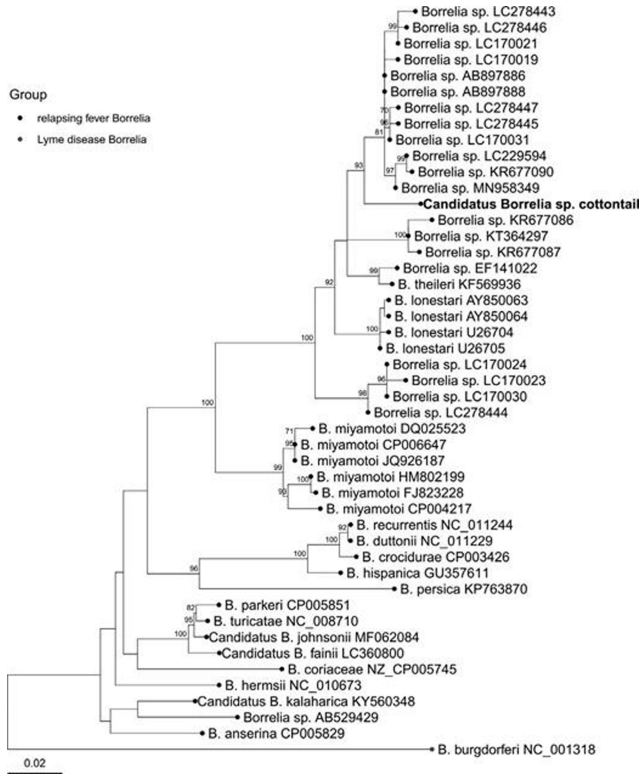 Group
relapsing fever Borrelia
Lyme disease Borrelia
99
Borrelia sp. LC278443
Borrelia sp. LC278446
Borrelia sp. LC170021
Borrelia sp. LC170019
Borrelia sp. AB897886
Borrelia sp. AB897888
70
Borrelia sp. LC278447
96
Borrelia sp. LC278445
81
Borrelia sp. LC170031
99
Borrelia sp. LC229594
93
97
Borrelia sp. KR677090
Borrelia sp. MN958349
Candidatus Borrelia sp. cottontail
Borrelia sp. KR677086
100
Borrelia sp. KT364297
Borrelia sp. KR677087
99
Borrelia sp. EF141022
92
B. theileri KF569936
B. lonestari AY850063
B. lonestari AY850064
100
B. lonestari U26704
100
B. lonestari U26705
Borrelia sp. LC170024
96
Borrelia sp. LC170023
98
Borrelia sp. LC170030
Borrelia sp. LC278444
100
71
B. miyamotoi DQ025523
95
B. miyamotoi CP006647
B. miyamotoi JQ926187
99
100
B. miyamotoi HM802199
B. miyamotoi FJ823228
B. miyamotoi CP004217
92
B. recurrentis NC_011244
100
B. duttonii NC_011229
100
B. crocidurae CP003426
B. hispanica GU357611
96
B. persica KP763870
82
B. parkeri CP005851
95
B. turicatae NC_008710
100
Candidatus B. johnsonii MF062084
Candidatus B. fainii LC360800
B. coriaceae NZ_CP005745
B. hermsii NC_010673
Candidatus B. kalaharica KY560348
Borrelia sp. AB529429
B. anserina CP005829
B. burgdorferi NC_001318
0.02